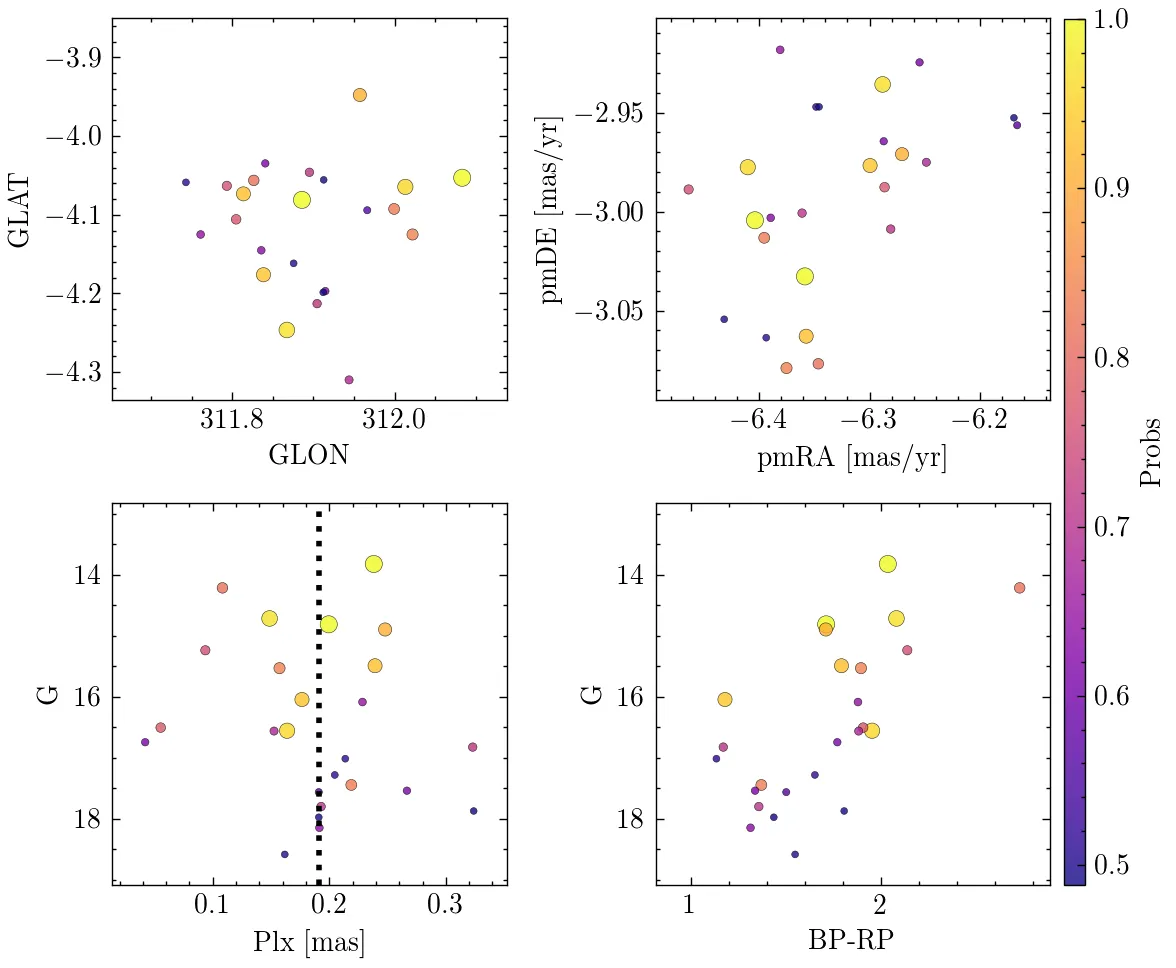 −3.9
−4.0
−4.1
−4.2
−4.3
GLAT
311.8 312.0
GLON
−2.95
−3.00
−3.05
pmDE [mas/yr]
−6.4 −6.3 −6.2
pmRA [mas/yr]
14
16
18
G
0.1 0.2 0.3
Plx [mas]
14
16
18
G
1 2
BP-RP
1.0
0.9
0.8
0.7
0.6
0.5
Probs